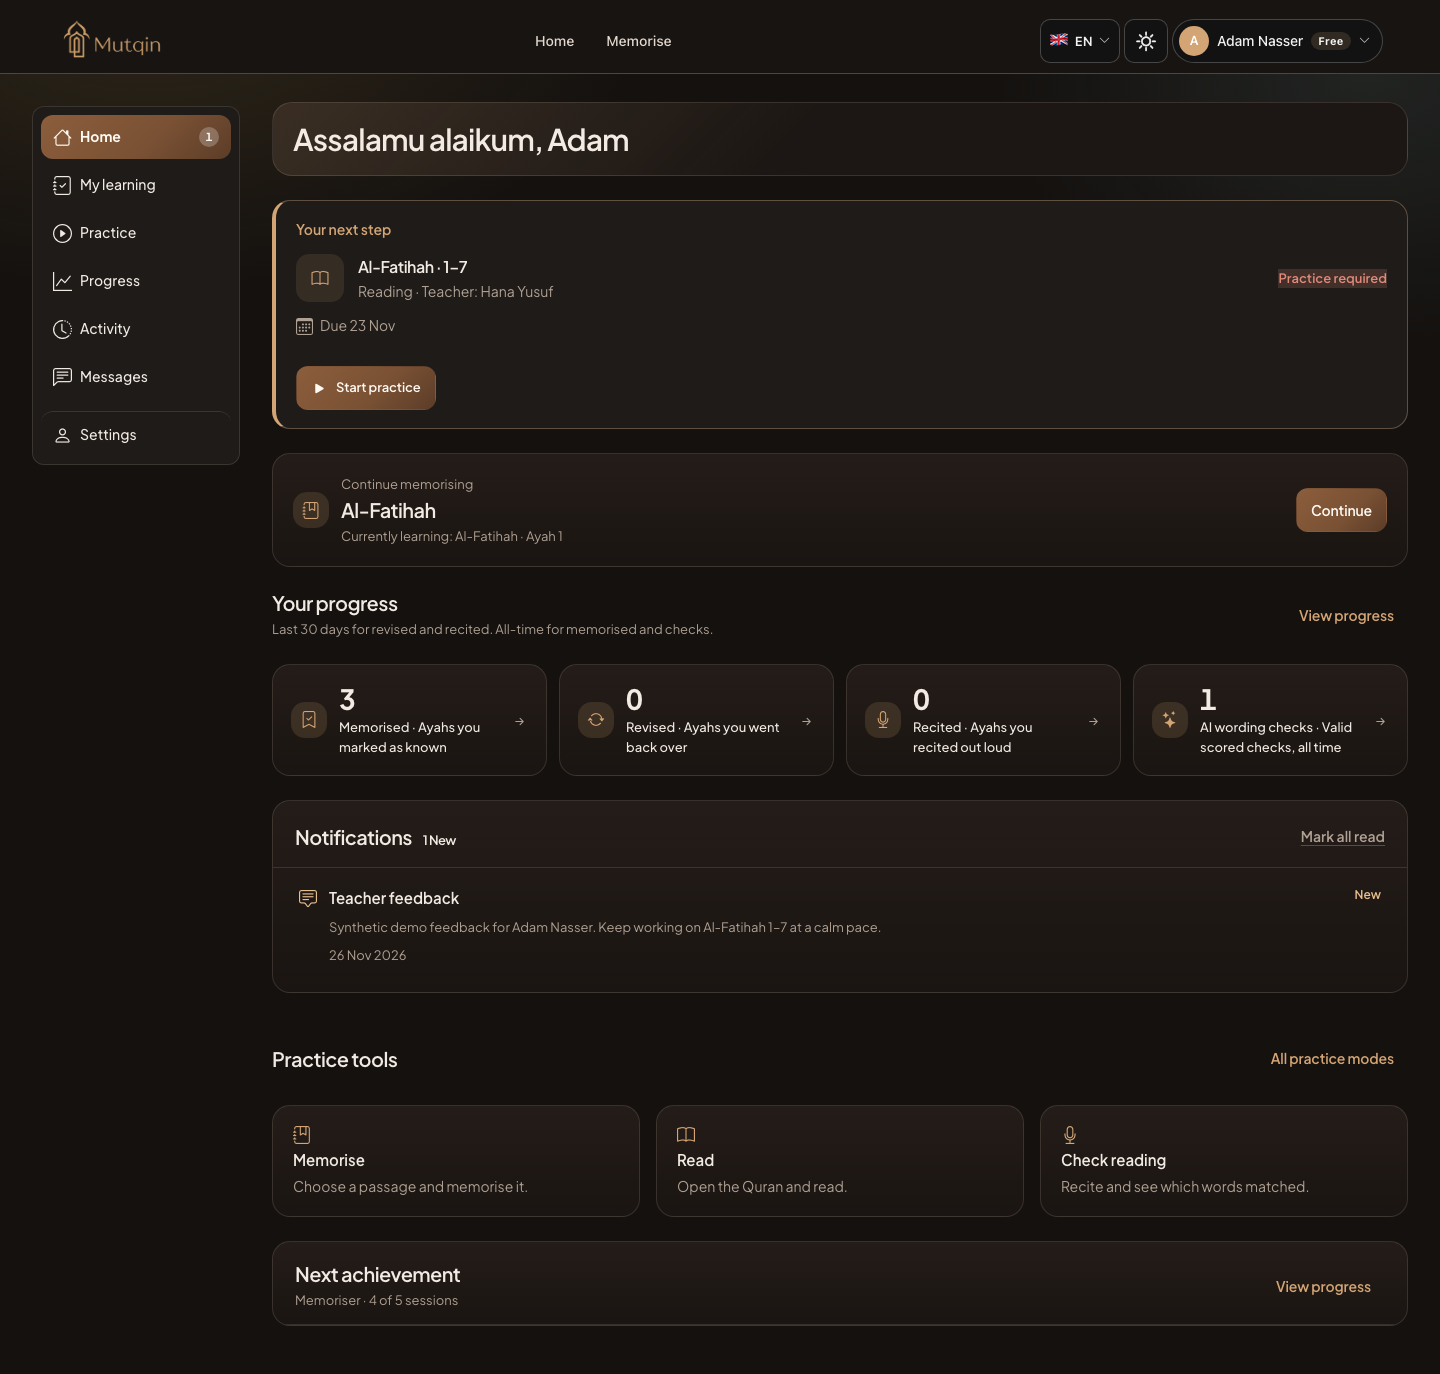 Mutqin
Home
Memorise
EN
A
Adam Nasser
Free
Home
1
My learning
Practice
Progress
Activity
Messages
Settings
Assalamu alaikum, Adam
Your next step
Al-Fatihah · 1–7
Reading · Teacher: Hana Yusuf
Practice required
Due 23 Nov
Start practice
Continue memorising
Al-Fatihah
Currently learning: Al-Fatihah · Ayah 1
Continue
Your progress
Last 30 days for revised and recited. All-time for memorised and checks.
View progress
3
Memorised · Ayahs you
marked as known
0
Revised · Ayahs you went
back over
0
Recited · Ayahs you
recited out loud
1
AI wording checks · Valid
scored checks, all time
Notifications
1 New
Mark all read
Teacher feedback
New
Synthetic demo feedback for Adam Nasser. Keep working on Al-Fatihah 1–7 at a calm pace.
26 Nov 2026
Practice tools
All practice modes
Memorise
Choose a passage and memorise it.
Read
Open the Quran and read.
Check reading
Recite and see which words matched.
Next achievement
Memoriser · 4 of 5 sessions
View progress